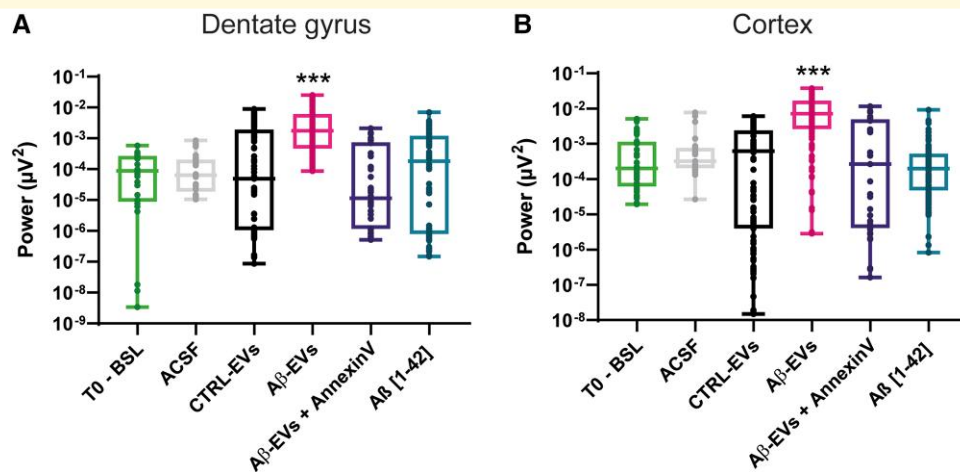 A Dentate gyrus
***
Power (µV²)
10⁻¹
10⁻²
10⁻³
10⁻⁴
10⁻⁵
10⁻⁶
10⁻⁷
10⁻⁸
10⁻⁹
T0 - BSL
ACSF
CTRL-EVs
Aβ-EVs
Aβ-EVs + AnnexinV
Aß [1-42]
B Cortex
***
Power (µV²)
10⁻¹
10⁻²
10⁻³
10⁻⁴
10⁻⁵
10⁻⁶
10⁻⁷
10⁻⁸
T0 - BSL
ACSF
CTRL-EVs
Aβ-EVs
Aβ-EVs + AnnexinV
Aß [1-42]